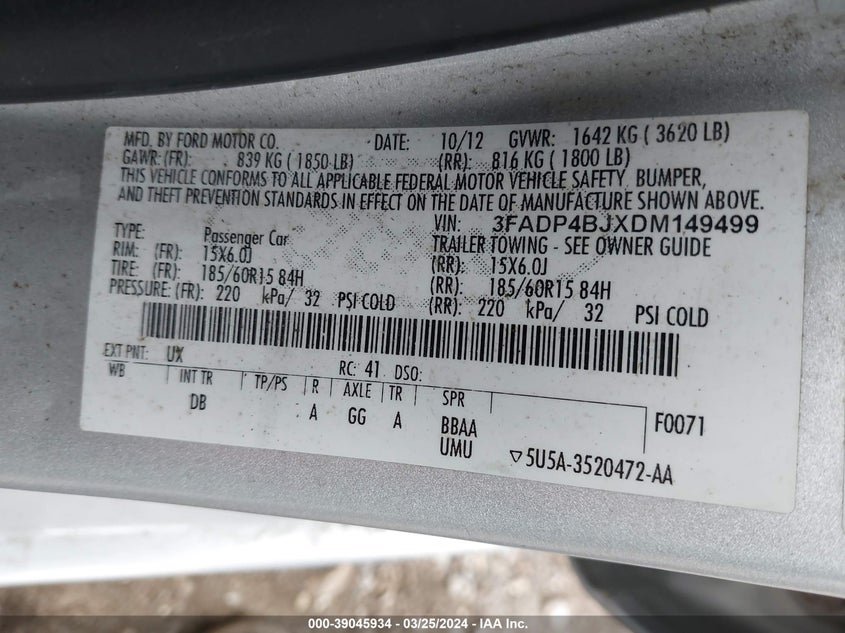 MFD. BY FORD MOTOR CO. DATE: 10/12 GVWR: 1642 KG ( 3620 LB)
GAWR: (FR): 839 KG ( 1850 LB) (RR): 816 KG ( 1800 LB)
THIS VEHICLE CONFORMS TO ALL APPLICABLE FEDERAL MOTOR VEHICLE SAFETY, BUMPER,
AND THEFT PREVENTION STANDARDS IN EFFECT ON THE DATE OF MANUFACTURE SHOWN ABOVE.
VIN: 3FADP4BJXDM149499
TYPE: Passenger Car TRAILER TOWING - SEE OWNER GUIDE
RIM: (FR): 15X6.0J (RR): 15X6.0J
TIRE: (FR): 185/60R15 84H (RR): 185/60R15 84H
PRESSURE: (FR): 220 kPa/ 32 PSI COLD (RR): 220 kPa/ 32 PSI COLD
EXT PNT: UX RC: 41 DSO:
WB INT TR TP/PS R AXLE TR SPR
DB A GG A BBAA F0071
UMU
▽5U5A-3520472-AA
000-39045934 - 03/25/2024 - IAA Inc.